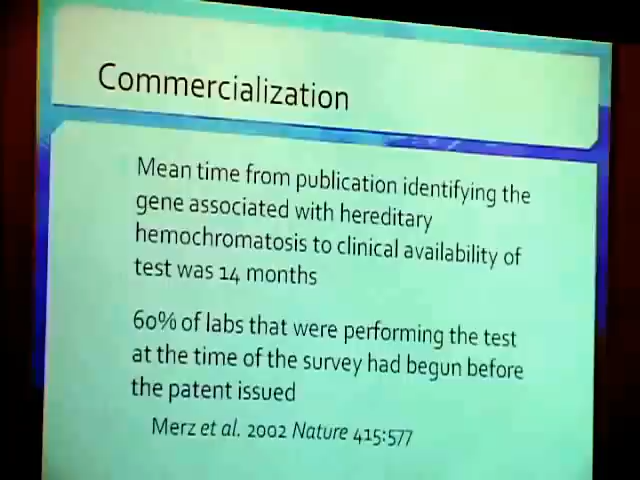 Commercialization
Mean time from publication identifying the
gene associated with hereditary
hemochromatosis to clinical availability of
test was 14 months
60% of labs that were performing the test
at the time of the survey had begun before
the patent issued
Merz et al. 2002 Nature 415:577